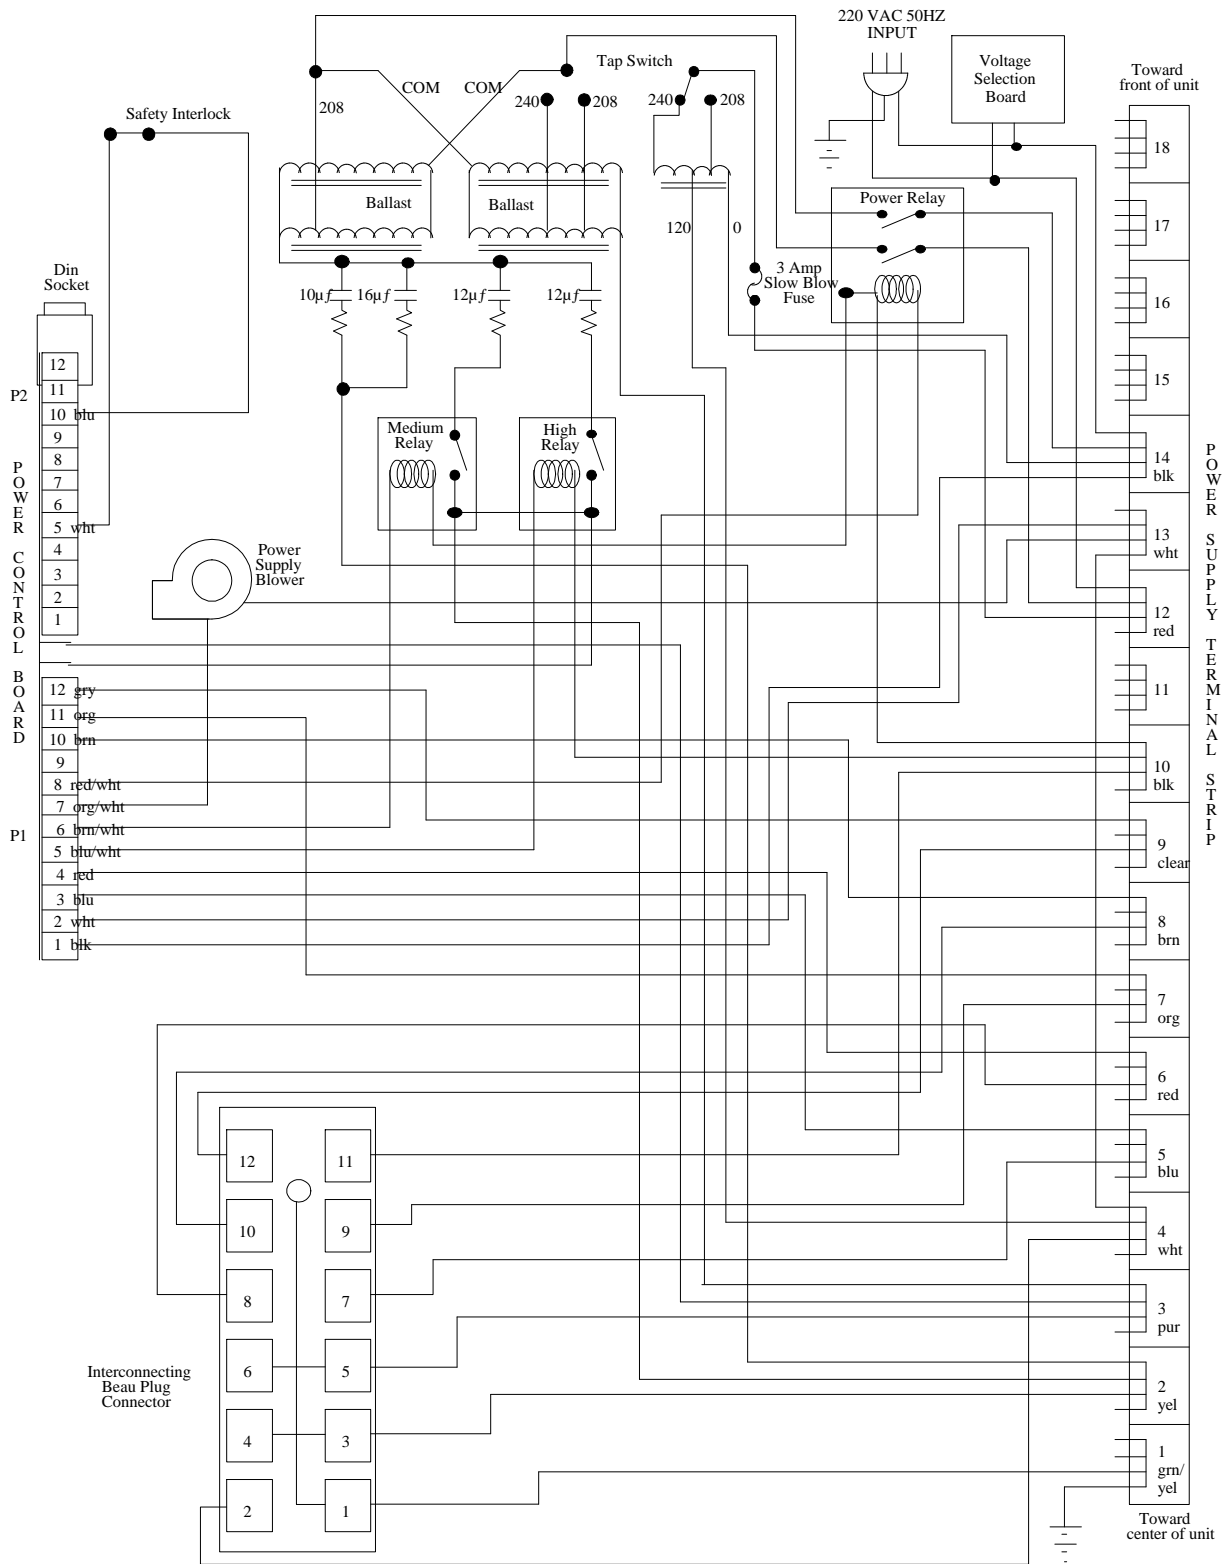 220 VAC 50HZ
INPUT
Tap Switch
Voltage
Selection
Board
Toward
front of unit
COM
COM
208
240
208
240
208
Safety Interlock
18
Ballast
Ballast
Power Relay
120
0
17
Din
Socket
3 Amp
Slow Blow
Fuse
10µf
16µf
12µf
12µf
16
15
P2
12
11
10 blu
9
8
7
6
5 wht
4
3
2
1
Medium
Relay
High
Relay
14
blk
13
wht
12
red
11
10
blk
9
clear
8
brn
7
org
6
red
5
blu
4
wht
3
pur
2
yel
1
grn/
yel
POWER SUPPLY TERMINAL STRIP
Toward
center of unit
POWER CONTROL BOARD
Power
Supply
Blower
P1
12 gry
11 org
10 brn
9
8 red/wht
7 org/wht
6 brn/wht
5 blu/wht
4 red
3 blu
2 wht
1 blk
12
11
10
9
8
7
6
5
4
3
2
1
Interconnecting
Beau Plug
Connector